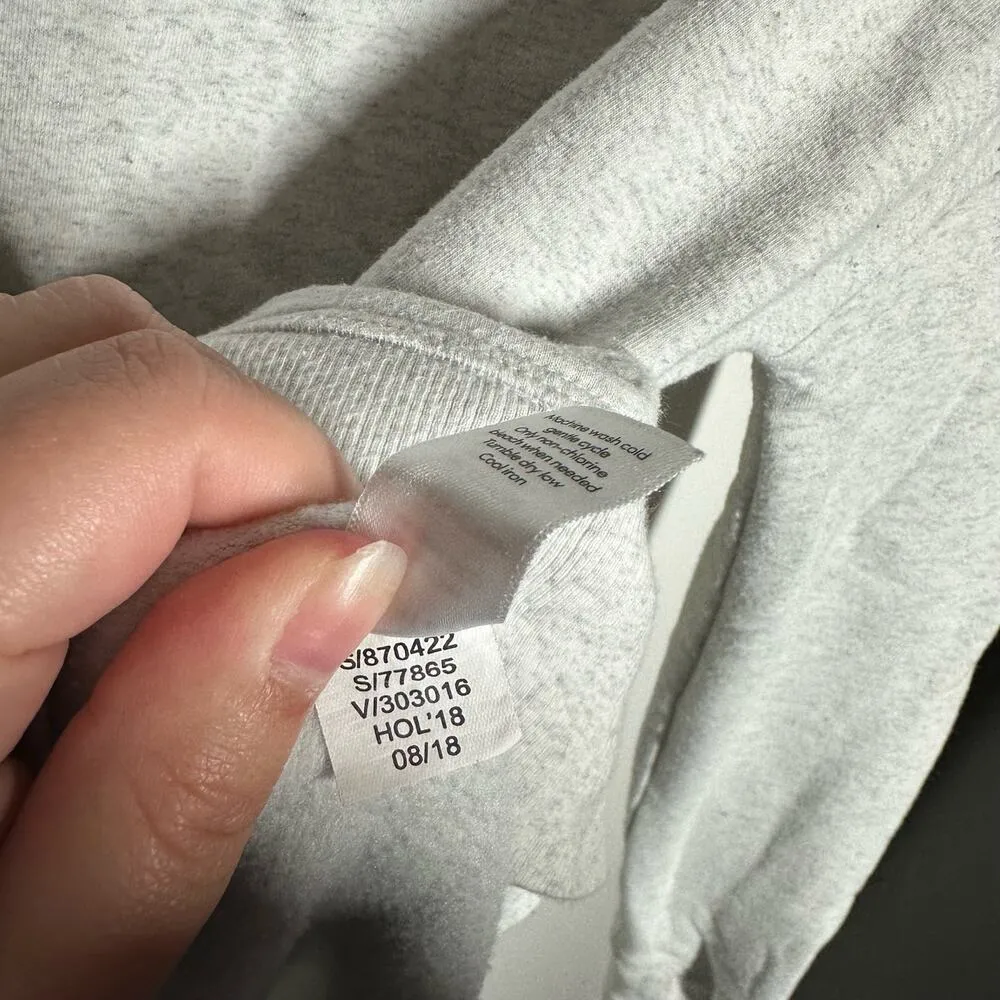 Machine wash cold
gentle cycle
Only non-chlorine
beach when needed
Tumble dry low
Cool iron
S/870422
S/77865
V/303016
HOL'18
08/18